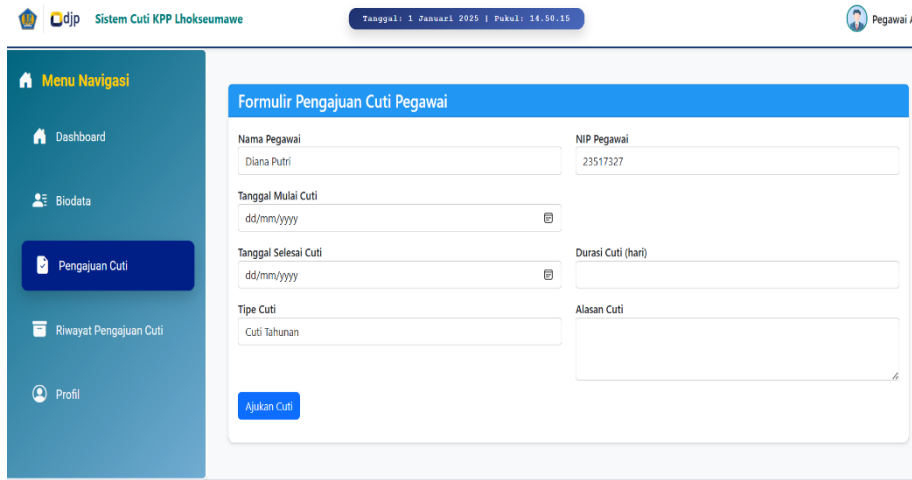 djp Sistem Cuti KPP Lhokseumawe
Tanggal: 1 Januari 2025 | Pukul: 14.50.15
Pegawai A
Menu Navigasi
Dashboard
Biodata
Pengajuan Cuti
Riwayat Pengajuan Cuti
Profil
Formulir Pengajuan Cuti Pegawai
Nama Pegawai
Diana Putri
NIP Pegawai
23517327
Tanggal Mulai Cuti
dd/mm/yyyy
Tanggal Selesai Cuti
dd/mm/yyyy
Durasi Cuti (hari)
Tipe Cuti
Cuti Tahunan
Alasan Cuti
Ajukan Cuti